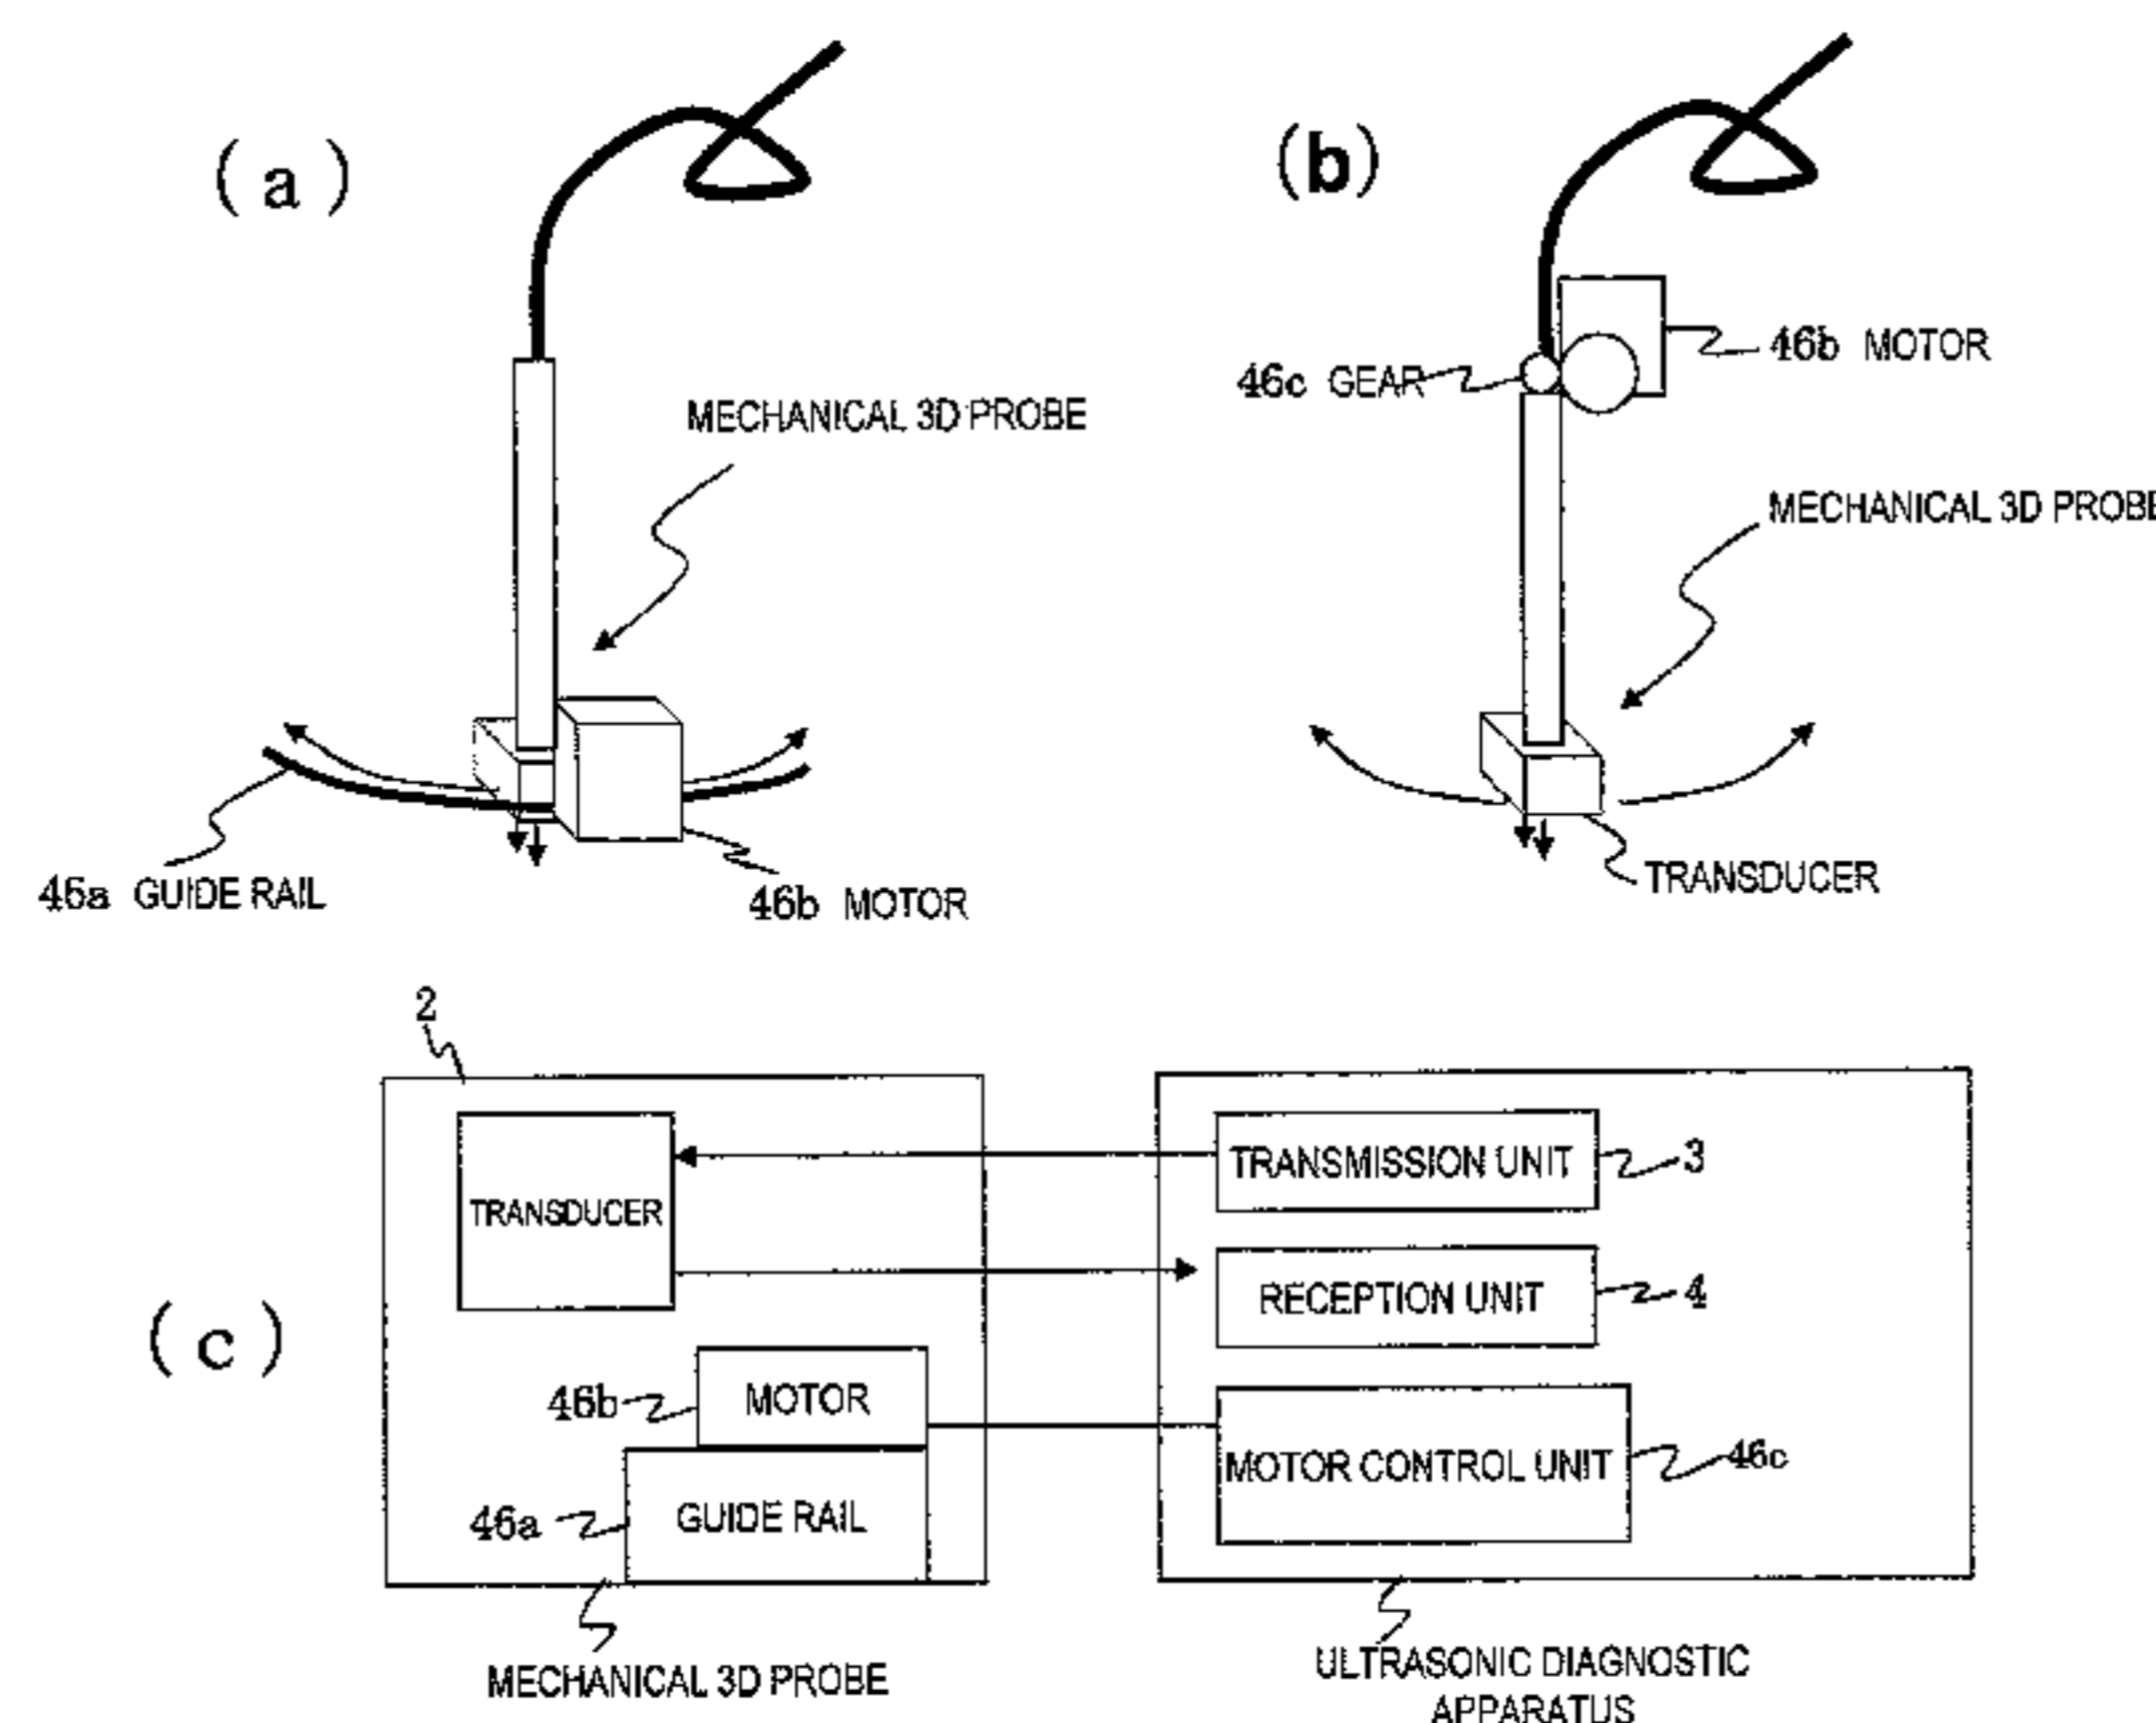 (a)
(b)
46b MOTOR
46c GEAR
MECHANICAL 3D PROBE
MECHANICAL 3D PROBE
46a GUIDE RAIL
46b MOTOR
TRANSDUCER
2
TRANSMISSION UNIT
3
TRANSDUCER
RECEPTION UNIT
4
(c)
46b
MOTOR
MOTOR CONTROL UNIT
46c
46a
GUIDE RAIL
MECHANICAL 3D PROBE
ULTRASONIC DIAGNOSTIC
APPARATUS